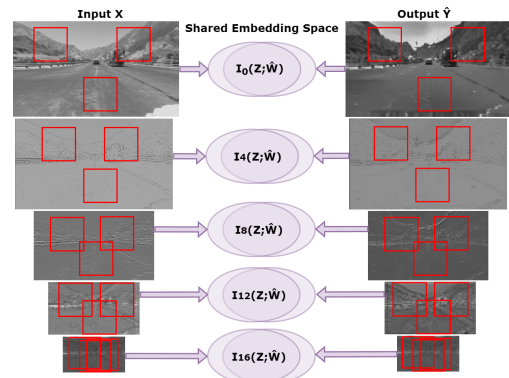 Input X
Output Ŷ
Shared Embedding Space
I₀(Z;Ŵ)
I₄(Z;Ŵ)
I₈(Z;Ŵ)
I₁₂(Z;Ŵ)
I₁₆(Z;Ŵ)